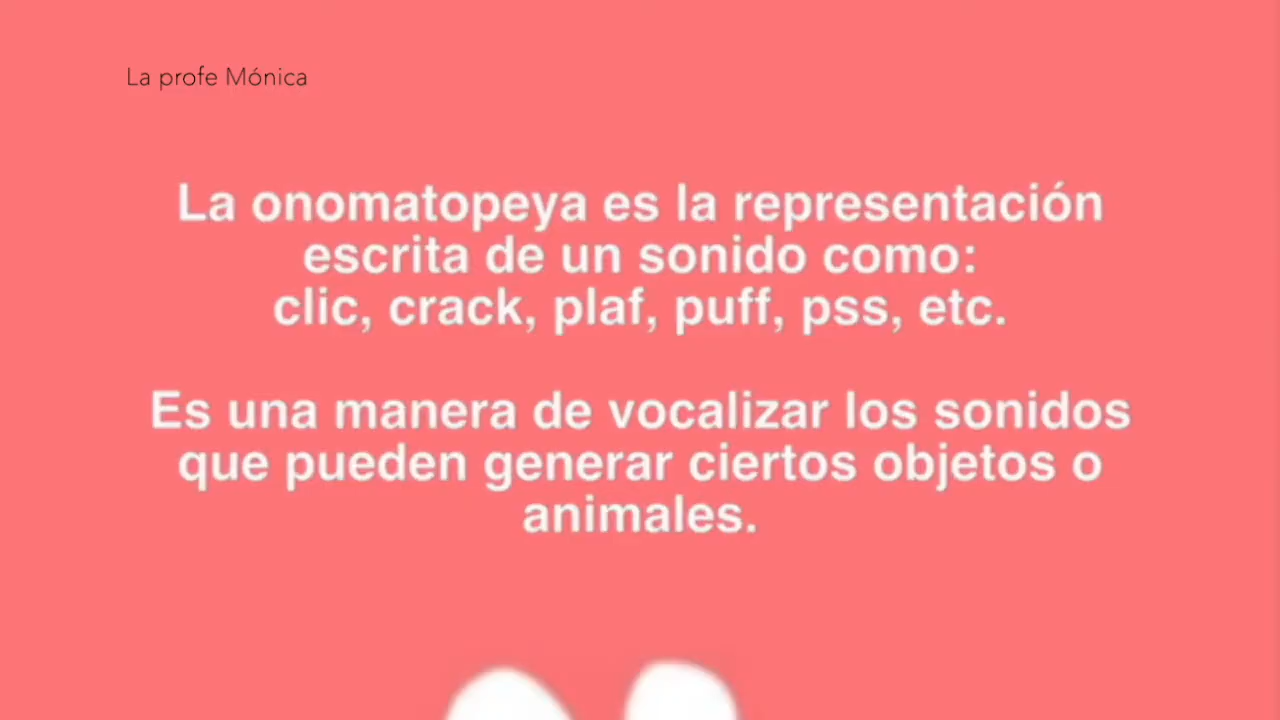 La profe Mónica
La onomatopeya es la representación
escrita de un sonido como:
clic, crack, plaf, puff, pss, etc.
Es una manera de vocalizar los sonidos
que pueden generar ciertos objetos o
animales.